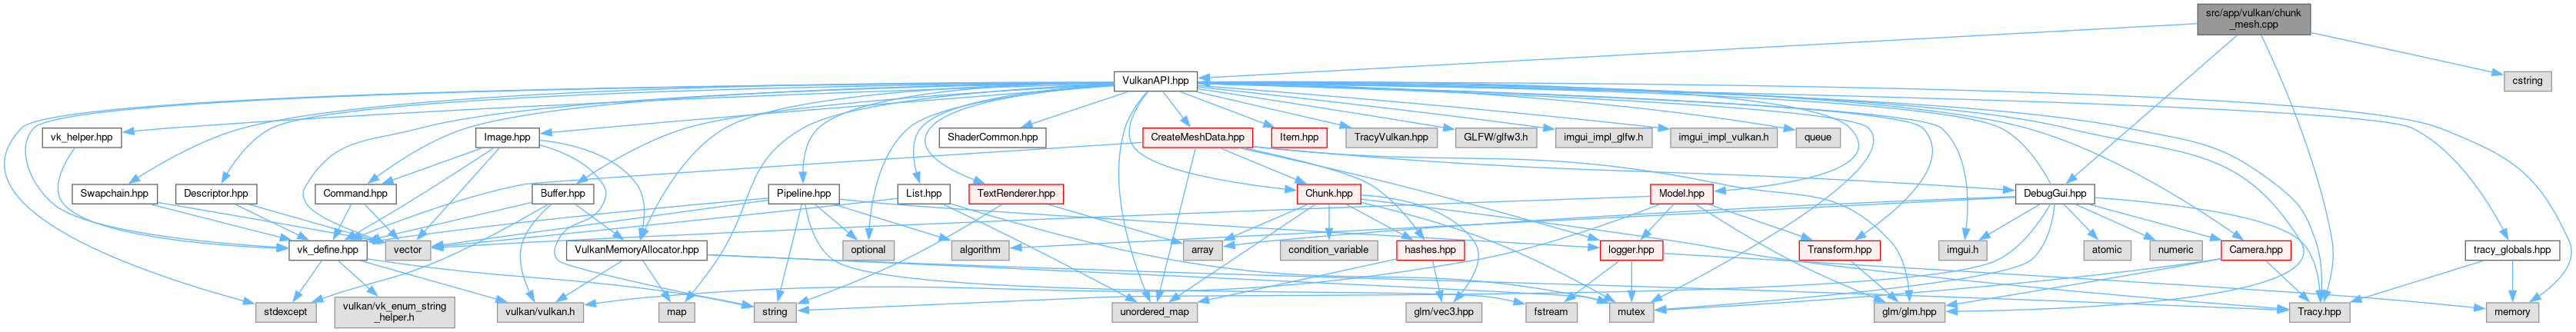 src/app/vulkan/chunk
_mesh.cpp
VulkanAPI.hpp
cstring
vk_helper.hpp
Image.hpp
ShaderCommon.hpp
CreateMeshData.hpp
Item.hpp
TracyVulkan.hpp
GLFW/glfw3.h
imgui_impl_glfw.h
imgui_impl_vulkan.h
queue
Swapchain.hpp
Descriptor.hpp
Command.hpp
Buffer.hpp
Pipeline.hpp
List.hpp
TextRenderer.hpp
Chunk.hpp
Model.hpp
DebugGui.hpp
vk_define.hpp
vector
VulkanMemoryAllocator.hpp
optional
algorithm
array
condition_variable
hashes.hpp
logger.hpp
Transform.hpp
imgui.h
atomic
numeric
Camera.hpp
tracy_globals.hpp
stdexcept
vulkan/vk_enum_string
_helper.h
vulkan/vulkan.h
map
string
unordered_map
glm/vec3.hpp
fstream
mutex
glm/glm.hpp
Tracy.hpp
memory